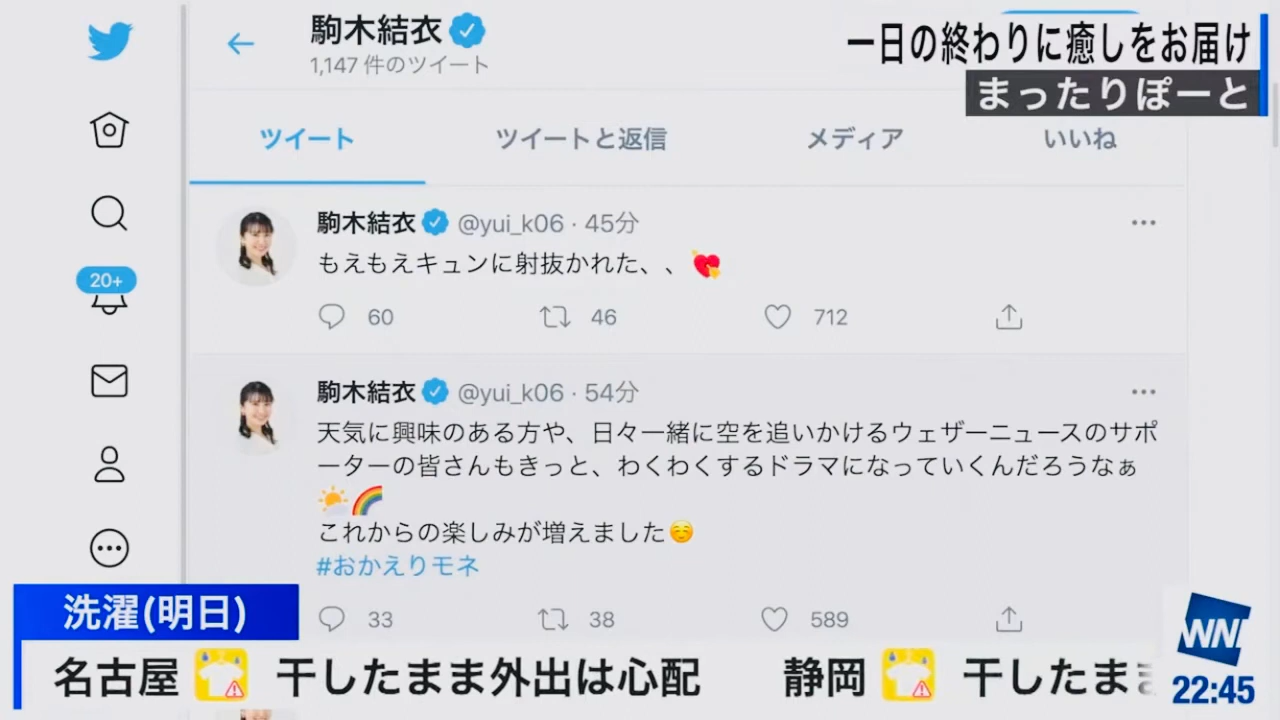 駒木結衣
1,147 件のツイート
一日の終わりに癒しをお届け
まったりぽーと
ツイート
ツイートと返信
メディア
いいね
駒木結衣 @yui_k06 · 45分
もえもえキュンに射抜かれた、、💘
60
46
712
20+
駒木結衣 @yui_k06 · 54分
天気に興味のある方や、日々一緒に空を追いかけるウェザーニュースのサポ
ーターの皆さんもきっと、わくわくするドラマになっていくんだろうなぁ
🌤️🌈
これからの楽しみが増えました☺️
#おかえりモネ
33
38
589
洗濯(明日)
名古屋 干したまま外出は心配 静岡 干したまま
WN
22:45